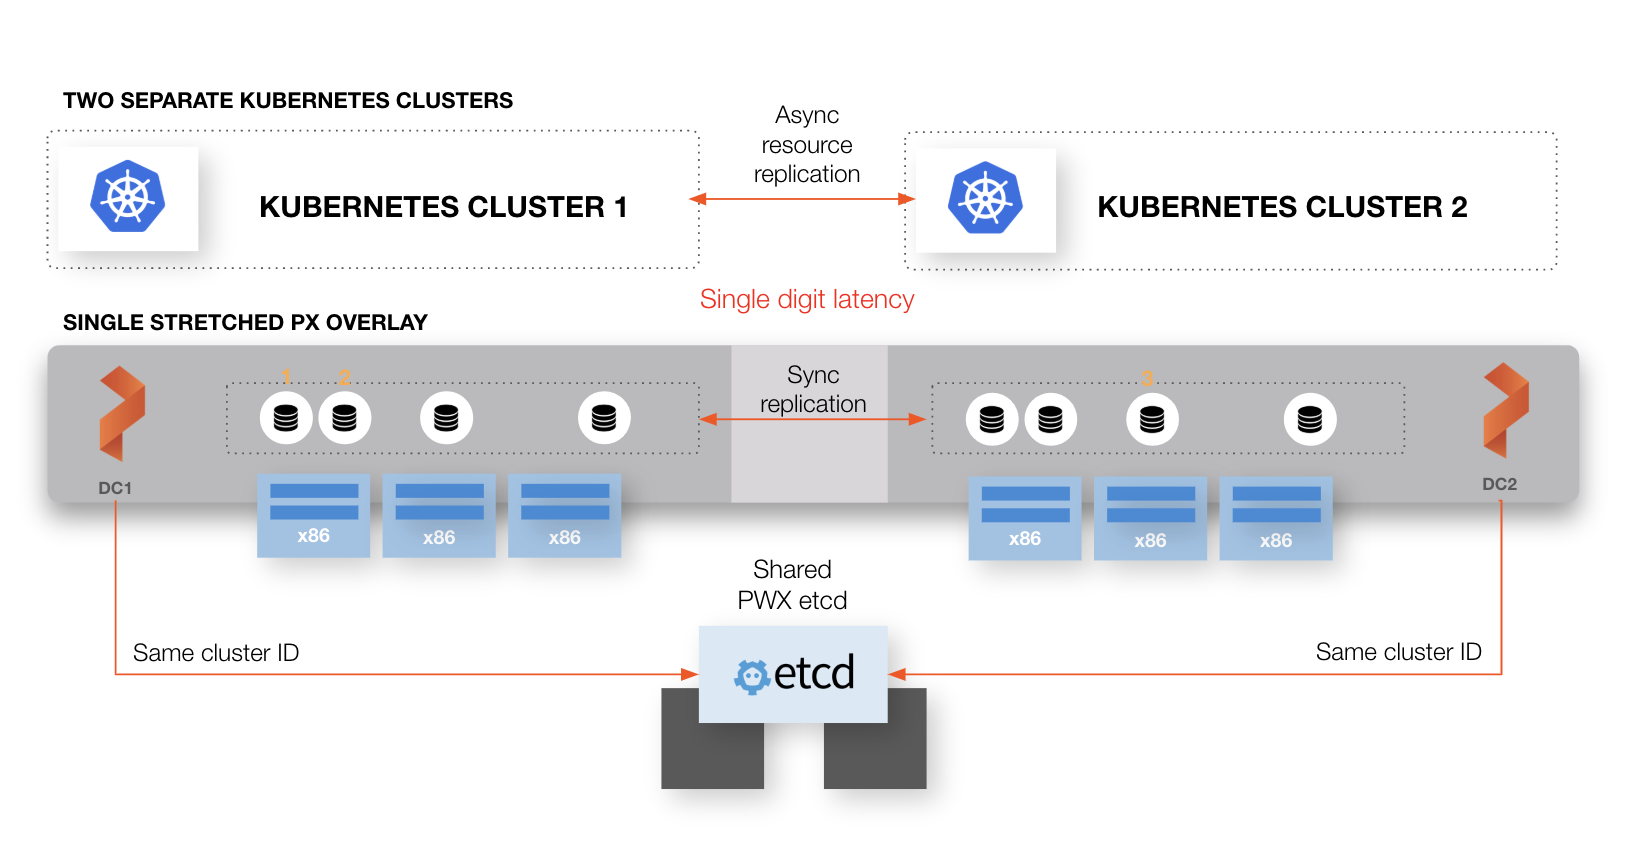 TWO SEPARATE KUBERNETES CLUSTERS
Async
resource
replication
KUBERNETES CLUSTER 1
KUBERNETES CLUSTER 2
Single digit latency
SINGLE STRETCHED PX OVERLAY
1
2
Sync
replication
3
DC1
DC2
x86
x86
x86
x86
x86
x86
Shared
PWX etcd
Same cluster ID
etcd
Same cluster ID